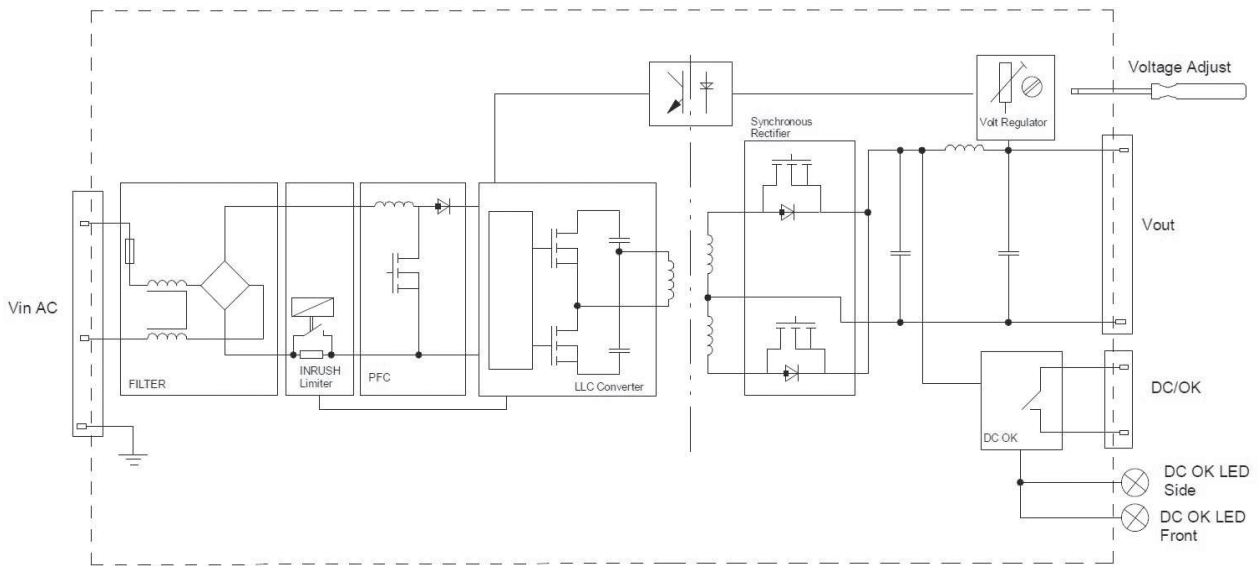 Voltage Adjust
Volt Regulator
Synchronous
Rectifier
Vout
Vin AC
FILTER
INRUSH
Limiter
PFC
LLC Converter
DC/OK
DC OK
DC OK LED
Side
DC OK LED
Front